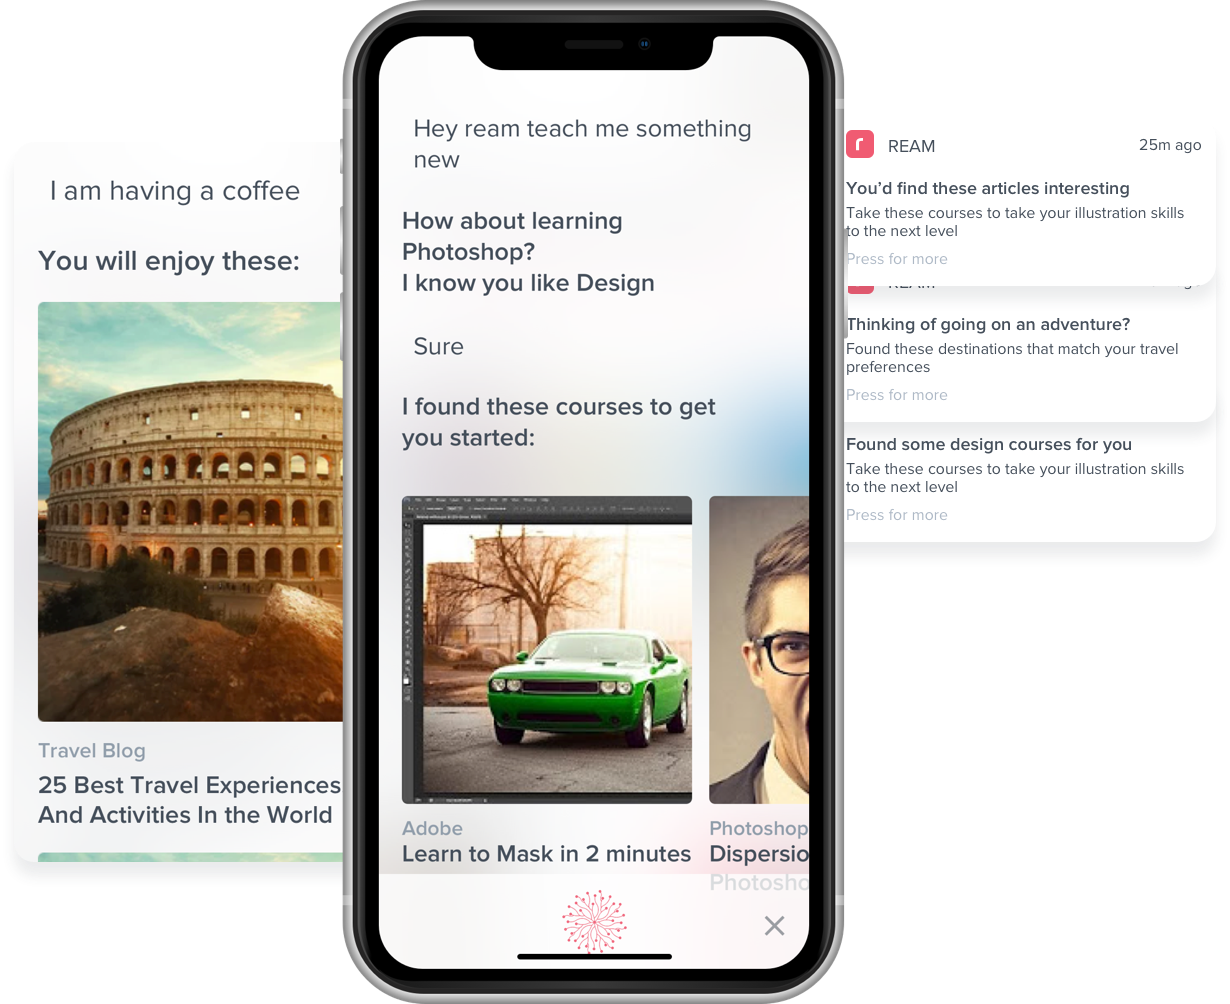 I am having a coffee
You will enjoy these:
Travel Blog
25 Best Travel Experiences
And Activities In the World
Hey ream teach me something
new
How about learning
Photoshop?
I know you like Design
Sure
I found these courses to get
you started:
Adobe
Learn to Mask in 2 minutes
Photoshop
Dispersio
Photosho
r REAM 25m ago
You’d find these articles interesting
Take these courses to take your illustration skills
to the next level
Press for more
REAM
Thinking of going on an adventure?
Found these destinations that match your travel
preferences
Press for more
Found some design courses for you
Take these courses to take your illustration skills
to the next level
Press for more